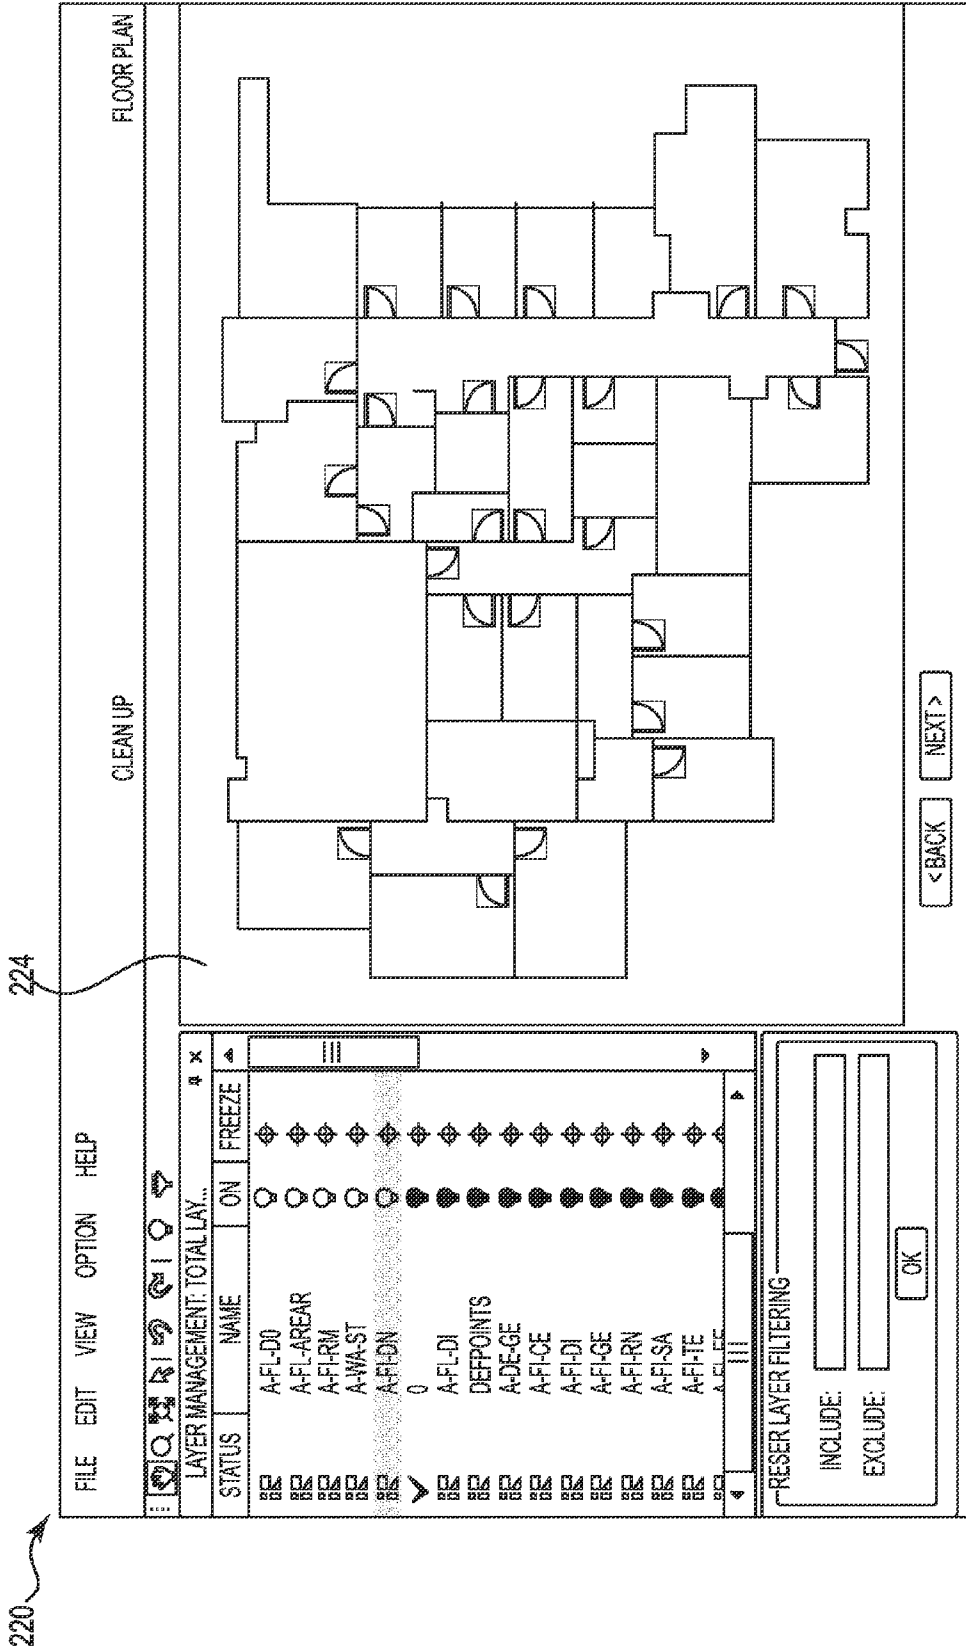 220
224
FILE EDIT VIEW OPTION HELP
CLEAN UP
FLOOR PLAN
LAYER MANAGEMENT: TOTAL LAY...
STATUS NAME ON FREEZE
A-FL-D0
A-FL-AREAR
A-FI-RM
A-WA-ST
A-FI-DN
0
A-FL-DI
DEFPOINTS
A-DE-GE
A-FI-CE
A-FI-DI
A-FI-GE
A-FI-RN
A-FI-SA
A-FI-TE
RESER LAYER FILTERING
INCLUDE:
EXCLUDE:
OK
<BACK NEXT>